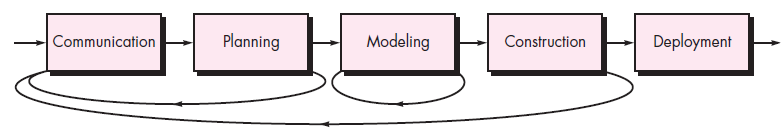 Communication
Planning
Modeling
Construction
Deployment